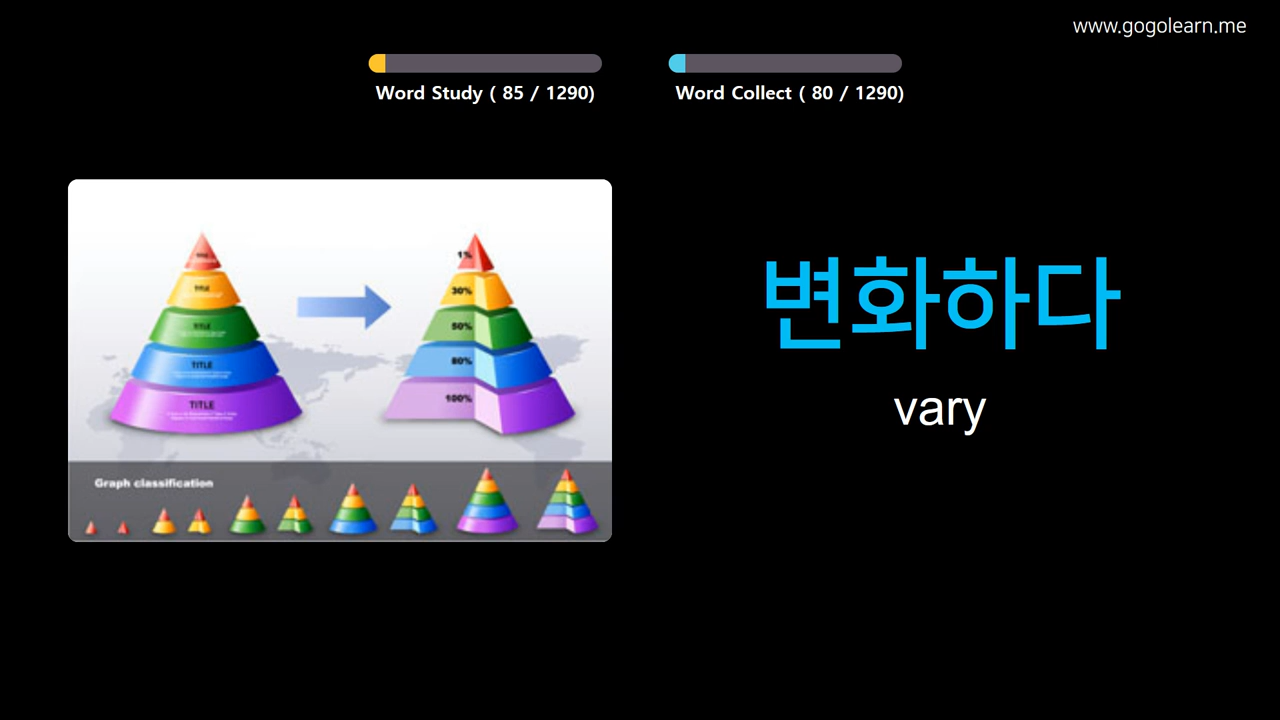 www.gogolearn.me
Word Study ( 85 / 1290)
Word Collect ( 80 / 1290)
TITLE
TITLE
TITLE
TITLE
1%
30%
50%
80%
100%
Graph classification
변화하다
vary